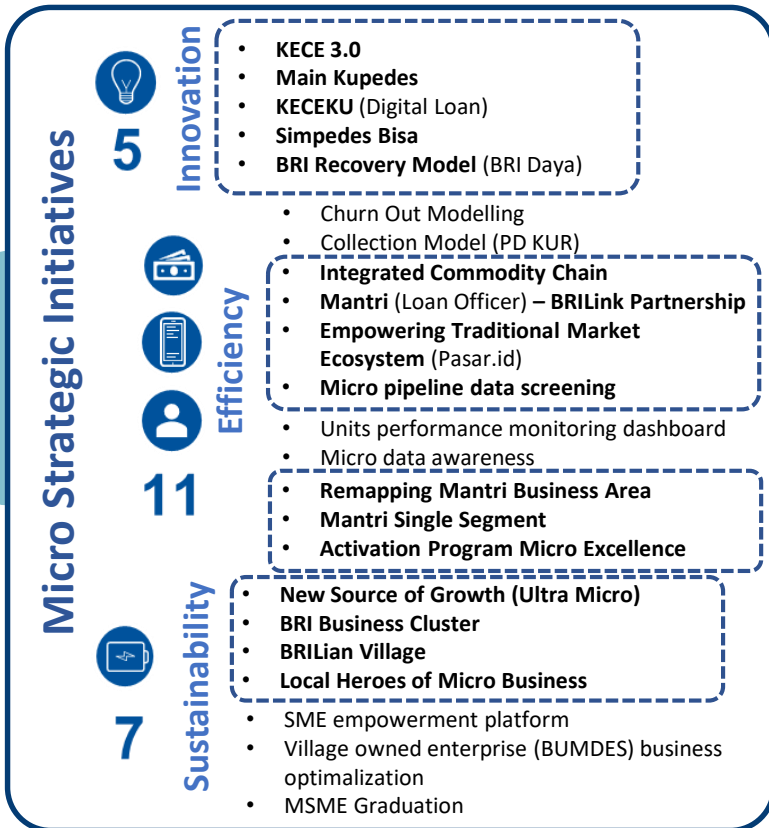 Micro Strategic Initiatives
5
Innovation
• KECE 3.0
• Main Kupedes
• KECEKU (Digital Loan)
• Simpedes Bisa
• BRI Recovery Model (BRI Daya)
11
Efficiency
• Churn Out Modelling
• Collection Model (PD KUR)
• Integrated Commodity Chain
• Mantri (Loan Officer) – BRILink Partnership
• Empowering Traditional Market
Ecosystem (Pasar.id)
• Micro pipeline data screening
• Units performance monitoring dashboard
• Micro data awareness
• Remapping Mantri Business Area
• Mantri Single Segment
• Activation Program Micro Excellence
7
Sustainability
• New Source of Growth (Ultra Micro)
• BRI Business Cluster
• BRILian Village
• Local Heroes of Micro Business
• SME empowerment platform
• Village owned enterprise (BUMDES) business
optimalization
• MSME Graduation